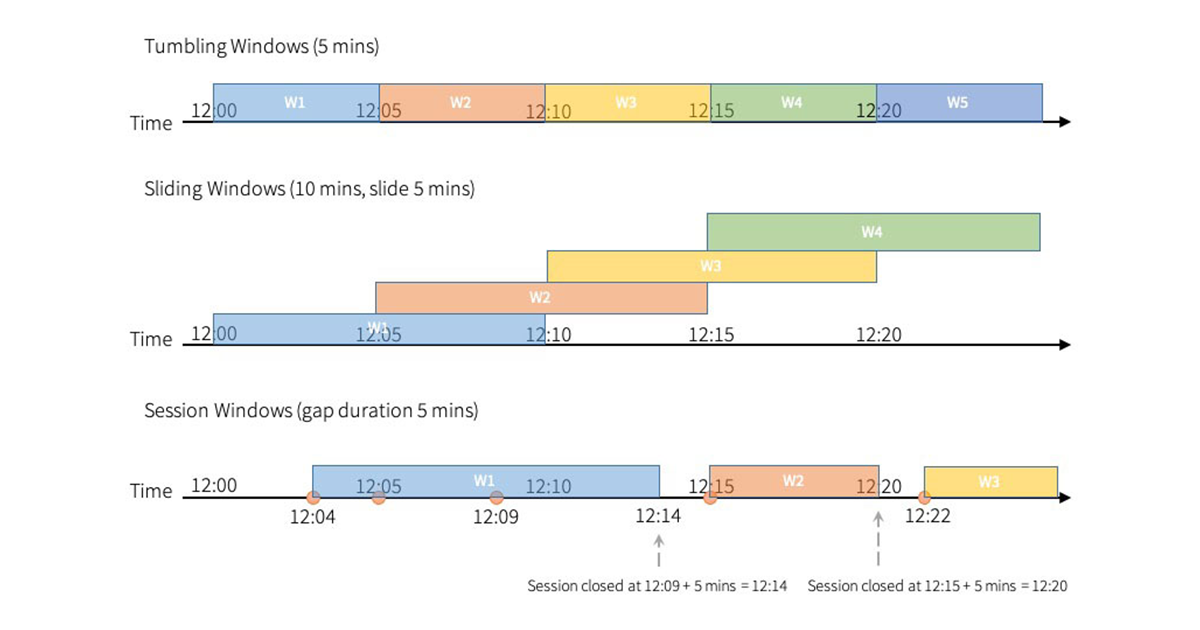 Tumbling Windows (5 mins)
W1 W2 W3 W4 W5
12:00 12:05 12:10 12:15 12:20
Time
Sliding Windows (10 mins, slide 5 mins)
W4
W3
W2
W1
12:00 12:05 12:10 12:15 12:20
Time
Session Windows (gap duration 5 mins)
W1 W2 W3
12:00 12:05 12:10 12:15 12:20
Time
12:04 12:09 12:14 12:22
Session closed at 12:09 + 5 mins = 12:14 Session closed at 12:15 + 5 mins = 12:20